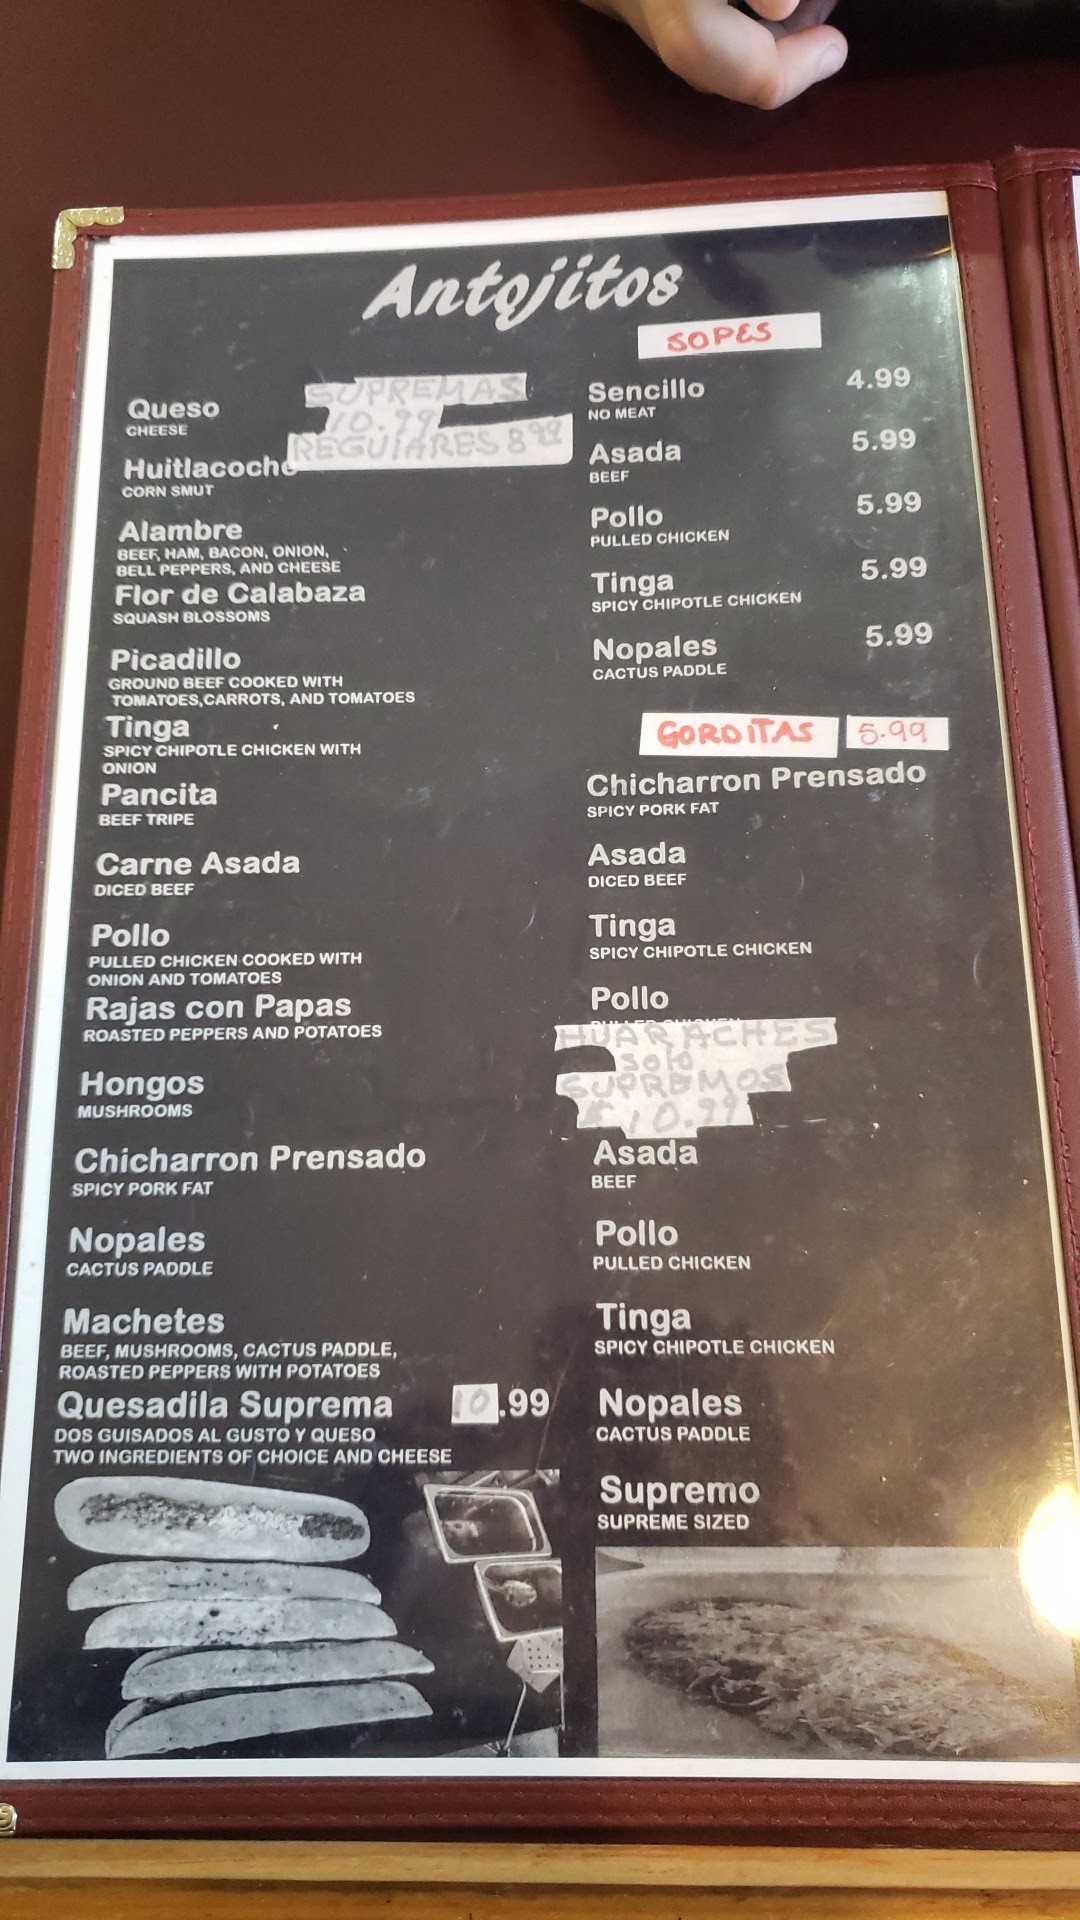 Antojitos
SUPREMAS
10.99
REGULARES 8.99
Queso
CHEESE
Huitlacoche
CORN SMUT
Alambre
BEEF, HAM, BACON, ONION,
BELL PEPPERS, AND CHEESE
Flor de Calabaza
SQUASH BLOSSOMS
Picadillo
GROUND BEEF COOKED WITH
TOMATOES,CARROTS, AND TOMATOES
Tinga
SPICY CHIPOTLE CHICKEN WITH
ONION
Pancita
BEEF TRIPE
Carne Asada
DICED BEEF
Pollo
PULLED CHICKEN COOKED WITH
ONION AND TOMATOES
Rajas con Papas
ROASTED PEPPERS AND POTATOES
Hongos
MUSHROOMS
Chicharron Prensado
SPICY PORK FAT
Nopales
CACTUS PADDLE
Machetes
BEEF, MUSHROOMS, CACTUS PADDLE,
ROASTED PEPPERS WITH POTATOES
Quesadila Suprema 10.99
DOS GUISADOS AL GUSTO Y QUESO
TWO INGREDIENTS OF CHOICE AND CHEESE
SOPES
Sencillo 4.99
NO MEAT
Asada 5.99
BEEF
Pollo 5.99
PULLED CHICKEN
Tinga 5.99
SPICY CHIPOTLE CHICKEN
Nopales 5.99
CACTUS PADDLE
GORDITAS 5.99
Chicharron Prensado
SPICY PORK FAT
Asada
DICED BEEF
Tinga
SPICY CHIPOTLE CHICKEN
Pollo
PULLED CHICKEN
HUARACHES
solo
SUPREMOS
$10.99
Asada
BEEF
Pollo
PULLED CHICKEN
Tinga
SPICY CHIPOTLE CHICKEN
Nopales
CACTUS PADDLE
Supremo
SUPREME SIZED